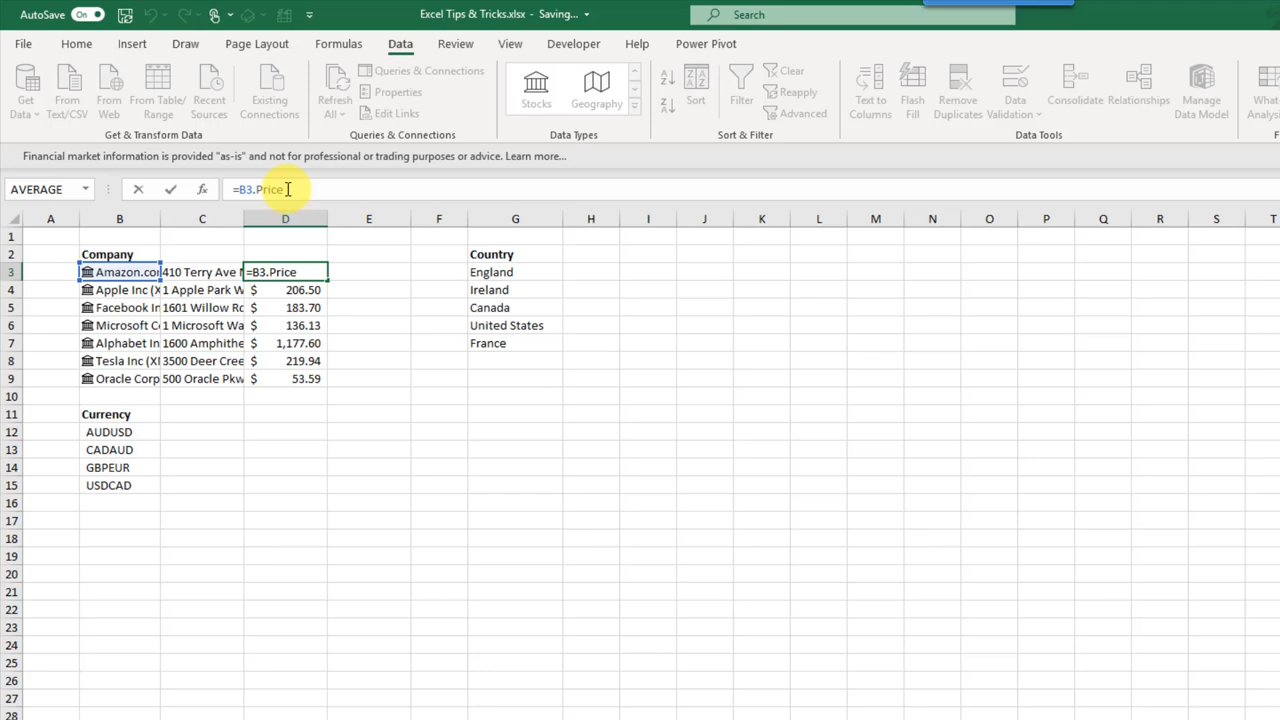 AutoSave On Excel Tips & Tricks.xlsx - Saving... Search
File Home Insert Draw Page Layout Formulas Data Review View Developer Help Power Pivot
Get Data From Text/CSV From Web From Table/ Range Recent Sources Existing Connections
Get & Transform Data
Refresh All Queries & Connections Properties Edit Links
Queries & Connections
Stocks Geography
Data Types
Sort Filter Clear Reapply Advanced
Sort & Filter
Text to Columns Flash Fill Remove Duplicates Data Validation Consolidate Relationships Manage Data Model
Data Tools
What- Ana
Financial market information is provided "as-is" and not for professional or trading purposes or advice. Learn more...
AVERAGE fx =B3.Price
A B C D E F G H I J K L M N O P Q R S T
1
2 Company Country
3 Amazon.com 410 Terry Ave N =B3.Price England
4 Apple Inc (X 1 Apple Park W $ 206.50 Ireland
5 Facebook In 1601 Willow Rd $ 183.70 Canada
6 Microsoft Co 1 Microsoft Wa $ 136.13 United States
7 Alphabet In 1600 Amphithe $ 1,177.60 France
8 Tesla Inc (X 3500 Deer Cree $ 219.94
9 Oracle Corp 500 Oracle Pkw $ 53.59
10
11 Currency
12 AUDUSD
13 CADAUD
14 GBPEUR
15 USDCAD
16
17
18
19
20
21
22
23
24
25
26
27
28